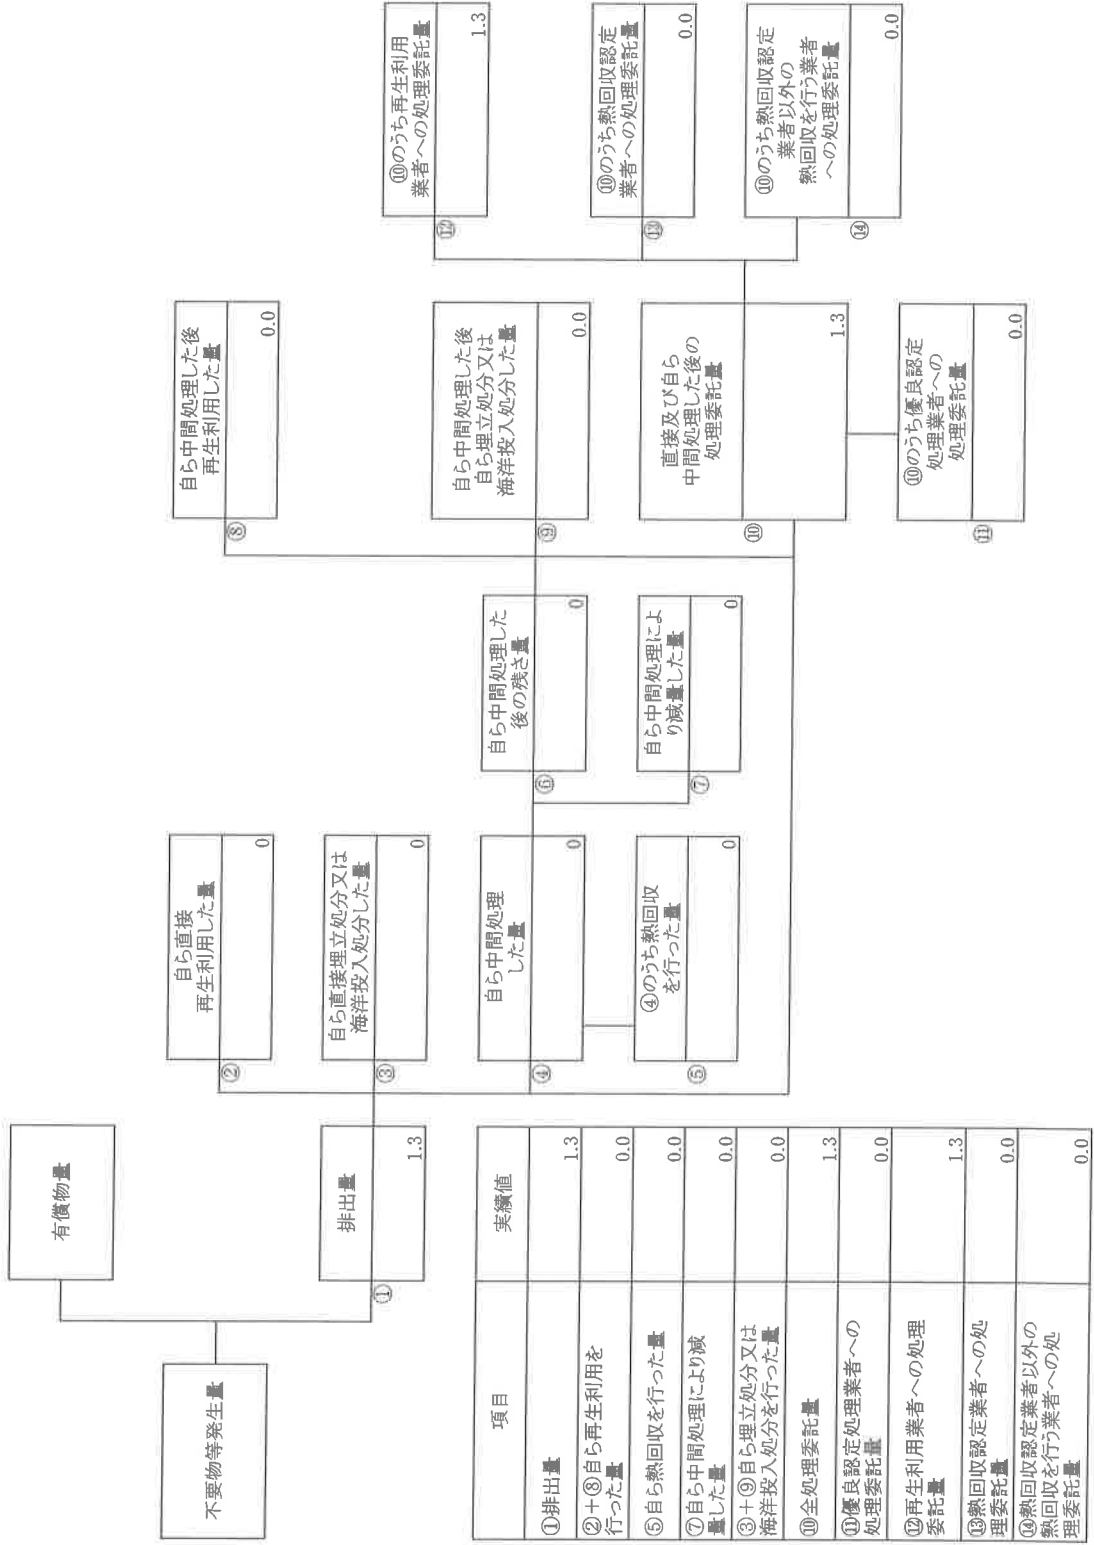 不要物等発生量
有償物量
①
排出量
1.3
②
自ら直接
再生利用した量
0
③
自ら直接埋立処分又は
海洋投入処分した量
0
④
自ら中間処理
した量
0
⑤
④のうち熱回収
を行った量
0
⑥
自ら中間処理した
後の残さ量
0
⑦
自ら中間処理によ
り減量した量
0
⑧
自ら中間処理した後
再生利用した量
0.0
⑨
自ら中間処理した後
自ら埋立処分又は
海洋投入処分した量
0.0
⑩
直接及び自ら
中間処理した後の
処理委託量
1.3
⑪
⑩のうち優良認定
処理業者への
処理委託量
0.0
⑫
⑩のうち再生利用
業者への処理委託量
1.3
⑬
⑩のうち熱回収認定
業者への処理委託量
0.0
⑭
⑩のうち熱回収認定
業者以外の
熱回収を行う業者
への処理委託量
0.0
項目 実績値
①排出量 1.3
②+⑧自ら再生利用を
行った量 0.0
⑤自ら熱回収を行った量 0.0
⑦自ら中間処理により減
量した量 0.0
③+⑨自ら埋立処分又は
海洋投入処分を行った量 0.0
⑩全処理委託量 1.3
⑪優良認定処理業者への
処理委託量 0.0
⑫再生利用業者への処理
委託量 1.3
⑬熱回収認定業者への処
理委託量 0.0
⑭熱回収認定業者以外の
熱回収を行う業者への処
理委託量 0.0